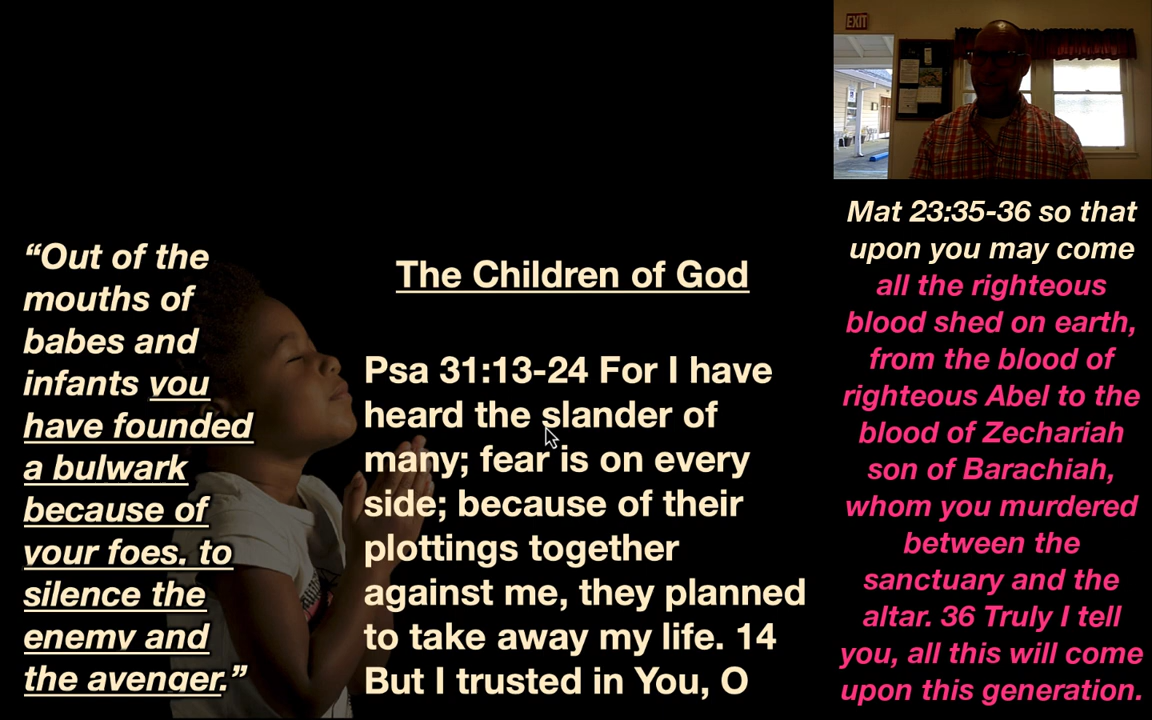 EXIT
“Out of the
mouths of
babes and
infants you
have founded
a bulwark
because of
your foes, to
silence the
enemy and
the avenger.”
The Children of God
Psa 31:13-24 For I have
heard the slander of
many; fear is on every
side; because of their
plottings together
against me, they planned
to take away my life. 14
But I trusted in You, O
Mat 23:35-36 so that
upon you may come
all the righteous
blood shed on earth,
from the blood of
righteous Abel to the
blood of Zechariah
son of Barachiah,
whom you murdered
between the
sanctuary and the
altar. 36 Truly I tell
you, all this will come
upon this generation.